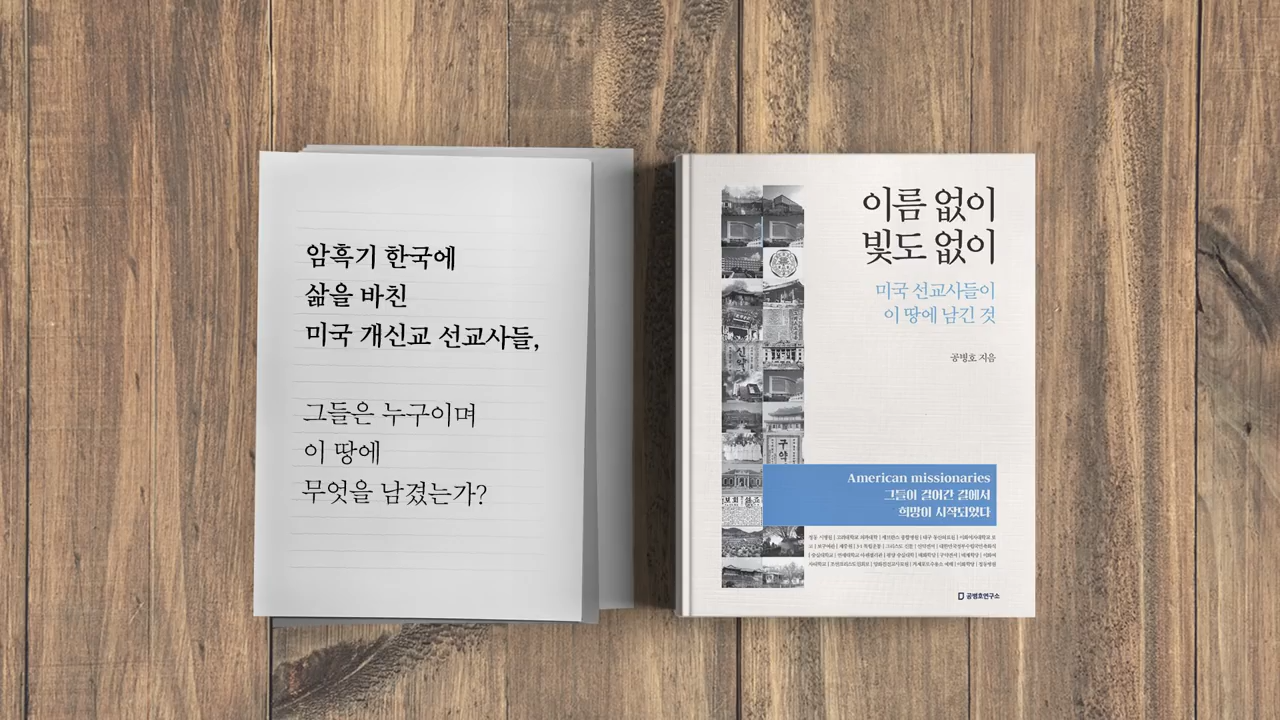 암흑기 한국에
삶을 바친
미국 개신교 선교사들,
그들은 누구이며
이 땅에
무엇을 남겼는가?
이름 없이
빛도 없이
미국 선교사들이
이 땅에 남긴 것
공병호 지음
구약
American missionaries
그들이 걸어간 길에서
희망이 시작되었다
공병호연구소